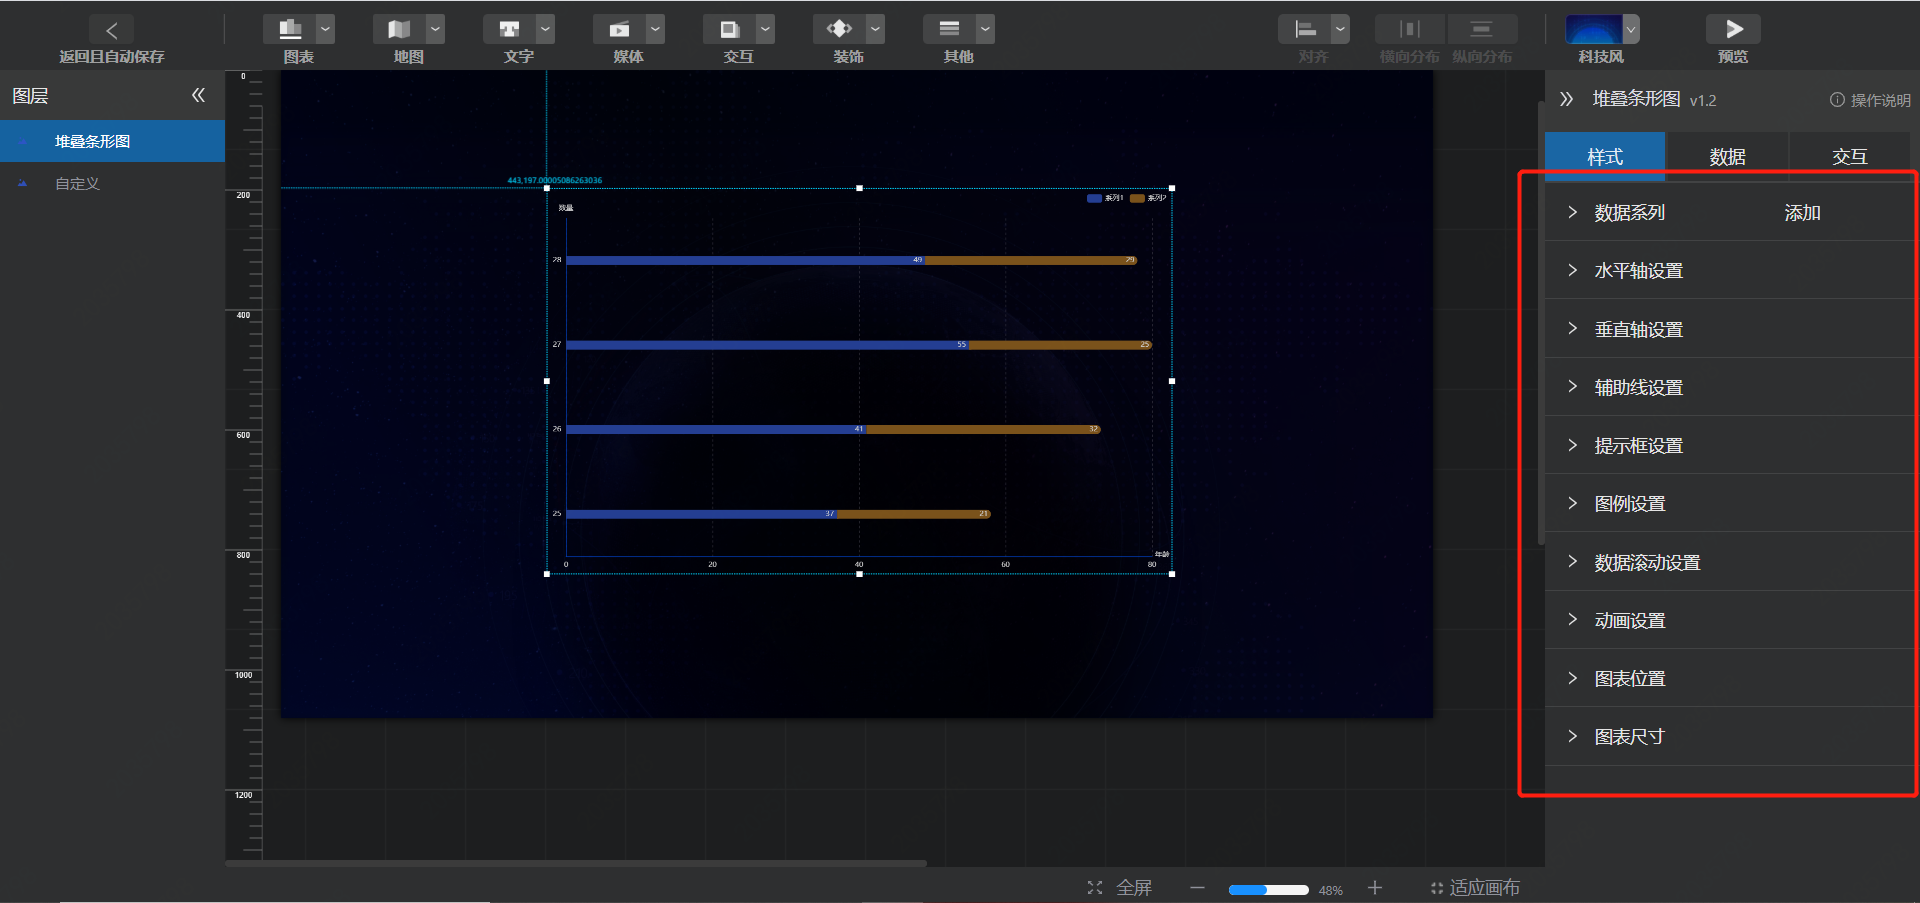 返回且自动保存
图表
地图
文字
媒体
交互
装饰
其他
对齐
横向分布
纵向分布
科技风
预览
图层
堆叠条形图
自定义
0
200
400
600
800
1000
1200
443,197.00005086263036
系列1 系列2
数量
28 49 29
27 55 25
26 41 32
25 37 21
年龄
0 20 40 60 80
堆叠条形图 v1.2
操作说明
样式 数据 交互
数据系列 添加
水平轴设置
垂直轴设置
辅助线设置
提示框设置
图例设置
数据滚动设置
动画设置
图表位置
图表尺寸
全屏
48%
适应画布